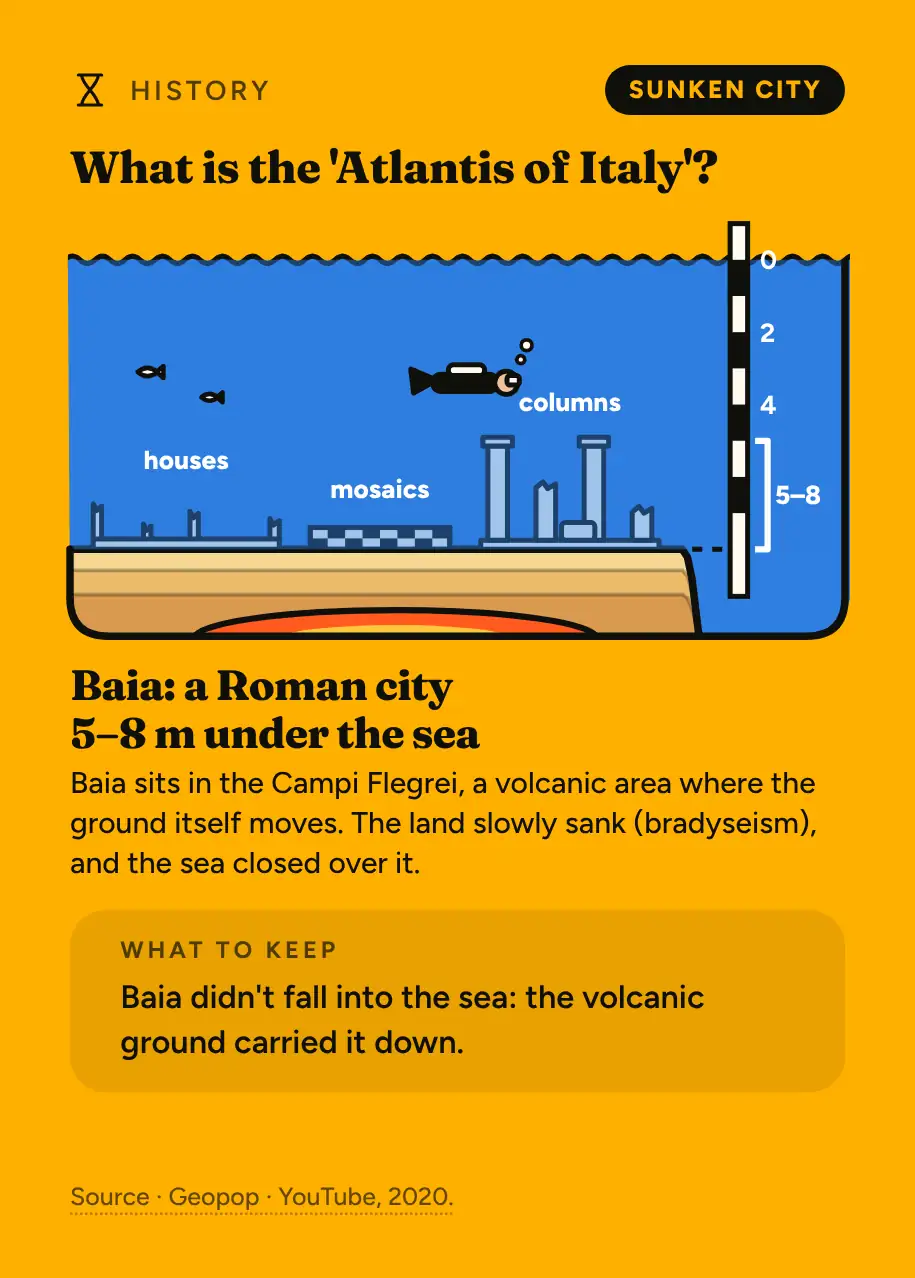 HISTORY
SUNKEN CITY
What is the 'Atlantis of Italy'?
0
2
columns
4
houses
mosaics
5–8
Baia: a Roman city
5–8 m under the sea
Baia sits in the Campi Flegrei, a volcanic area where the
ground itself moves. The land slowly sank (bradyseism),
and the sea closed over it.
WHAT TO KEEP
Baia didn't fall into the sea: the volcanic
ground carried it down.
Source · Geopop · YouTube, 2020.